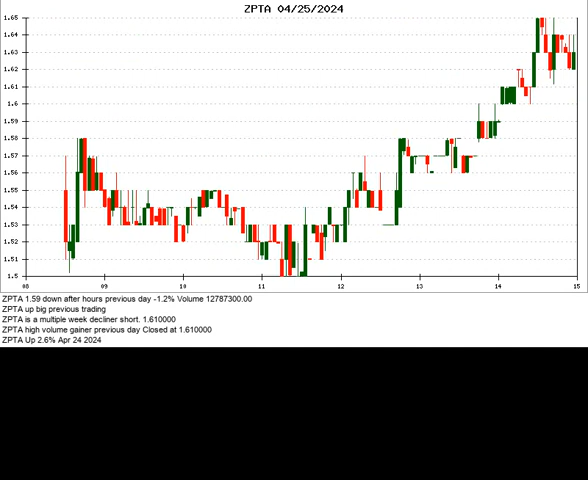 ZPTA 04/25/2024
1.65
1.64
1.63
1.62
1.61
1.6
1.59
1.58
1.57
1.56
1.55
1.54
1.53
1.52
1.51
1.5
08 09 10 11 12 13 14 15
ZPTA 1.59 down after hours previous day -1.2% Volume 12787300.00
ZPTA up big previous trading
ZPTA is a multiple week decliner short. 1.610000
ZPTA high volume gainer previous day Closed at 1.610000
ZPTA Up 2.6% Apr 24 2024